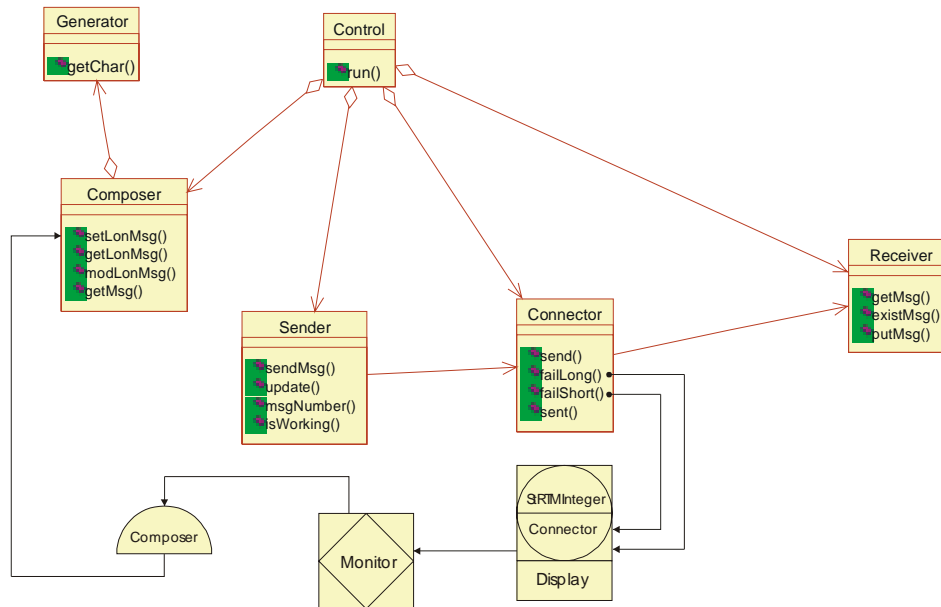 Generator
getChar()
Control
run()
Composer
setLonMsg()
getLonMsg()
modLonMsg()
getMsg()
Receiver
getMsg()
existMsg()
putMsg()
Sender
sendMsg()
update()
msgNumber()
isWorking()
Connector
send()
failLong()
failShort()
sent()
StRTMInteger
Connector
Display
Monitor
Composer